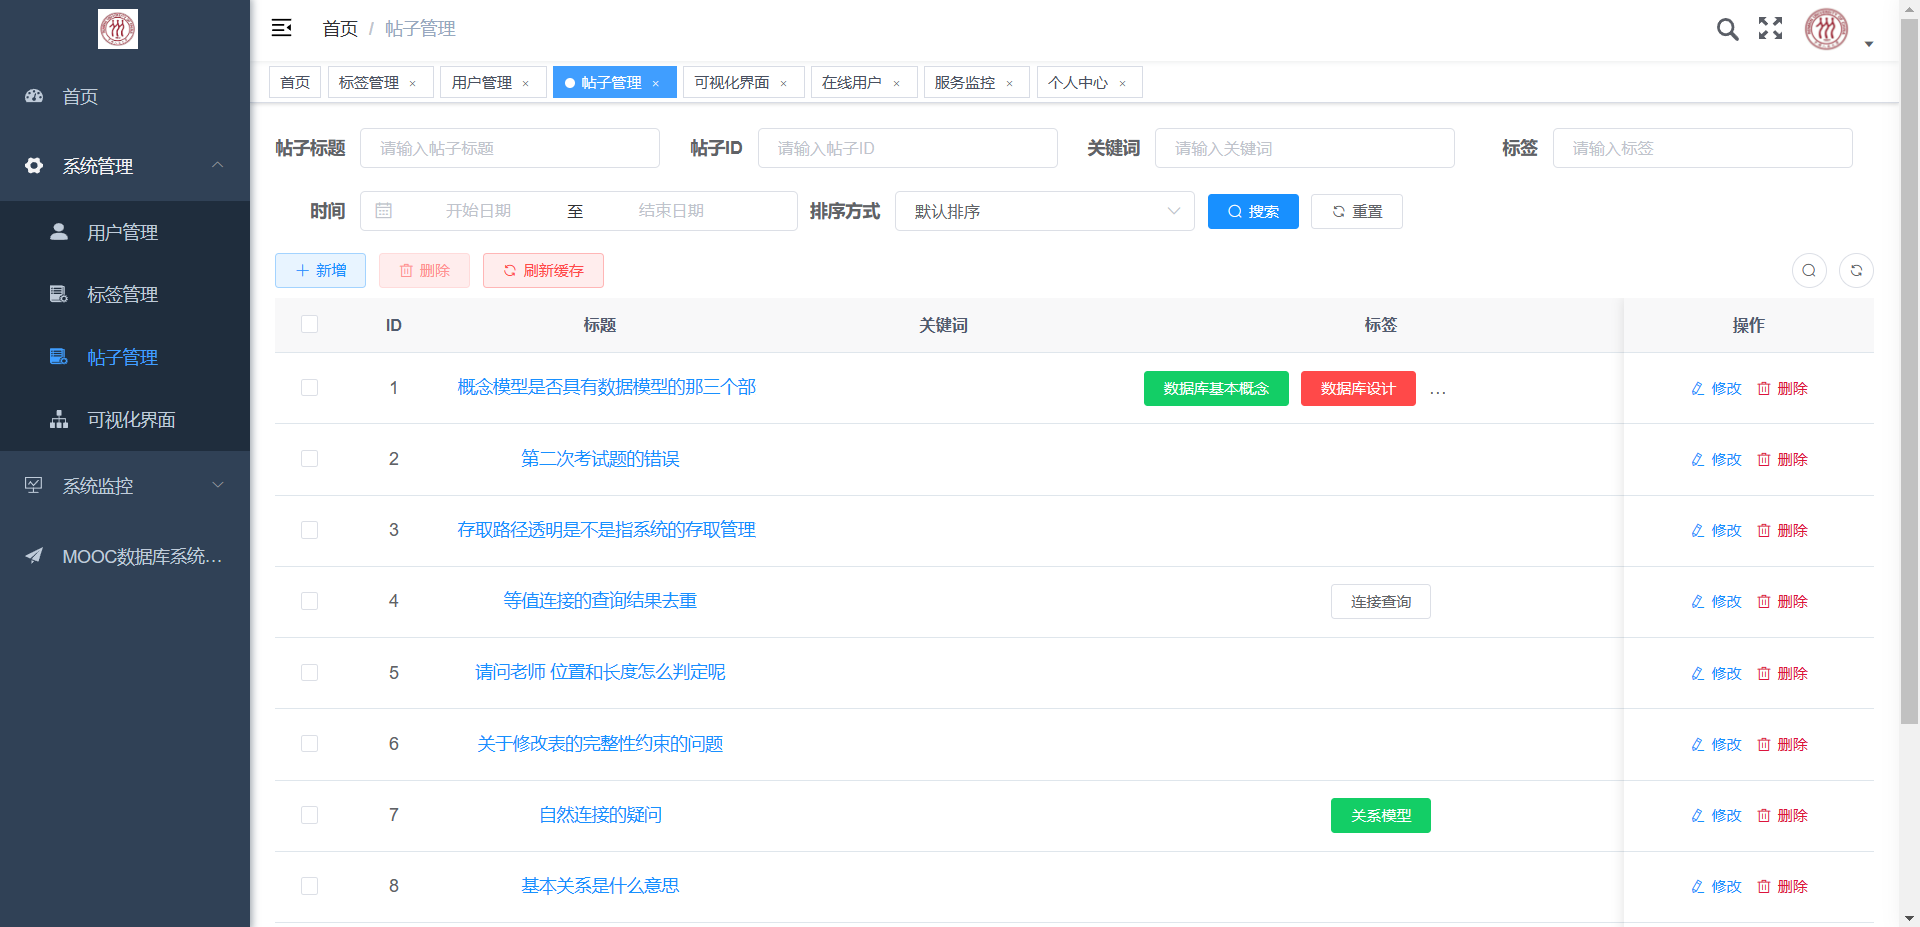 首页 / 帖子管理
首页
标签管理 ×
用户管理 ×
帖子管理 ×
可视化界面 ×
在线用户 ×
服务监控 ×
个人中心 ×
首页
系统管理
用户管理
标签管理
帖子管理
可视化界面
系统监控
MOOC数据库系统...
帖子标题 请输入帖子标题
帖子ID 请输入帖子ID
关键词 请输入关键词
标签 请输入标签
时间 开始日期 至 结束日期
排序方式 默认排序
搜索 重置
新增 删除 刷新缓存
ID 标题 关键词 标签 操作
1 概念模型是否具有数据模型的那三个部 数据库基本概念 数据库设计 ... 修改 删除
2 第二次考试题的错误 修改 删除
3 存取路径透明是不是指系统的存取管理 修改 删除
4 等值连接的查询结果去重 连接查询 修改 删除
5 请问老师 位置和长度怎么判定呢 修改 删除
6 关于修改表的完整性约束的问题 修改 删除
7 自然连接的疑问 关系模型 修改 删除
8 基本关系是什么意思 修改 删除